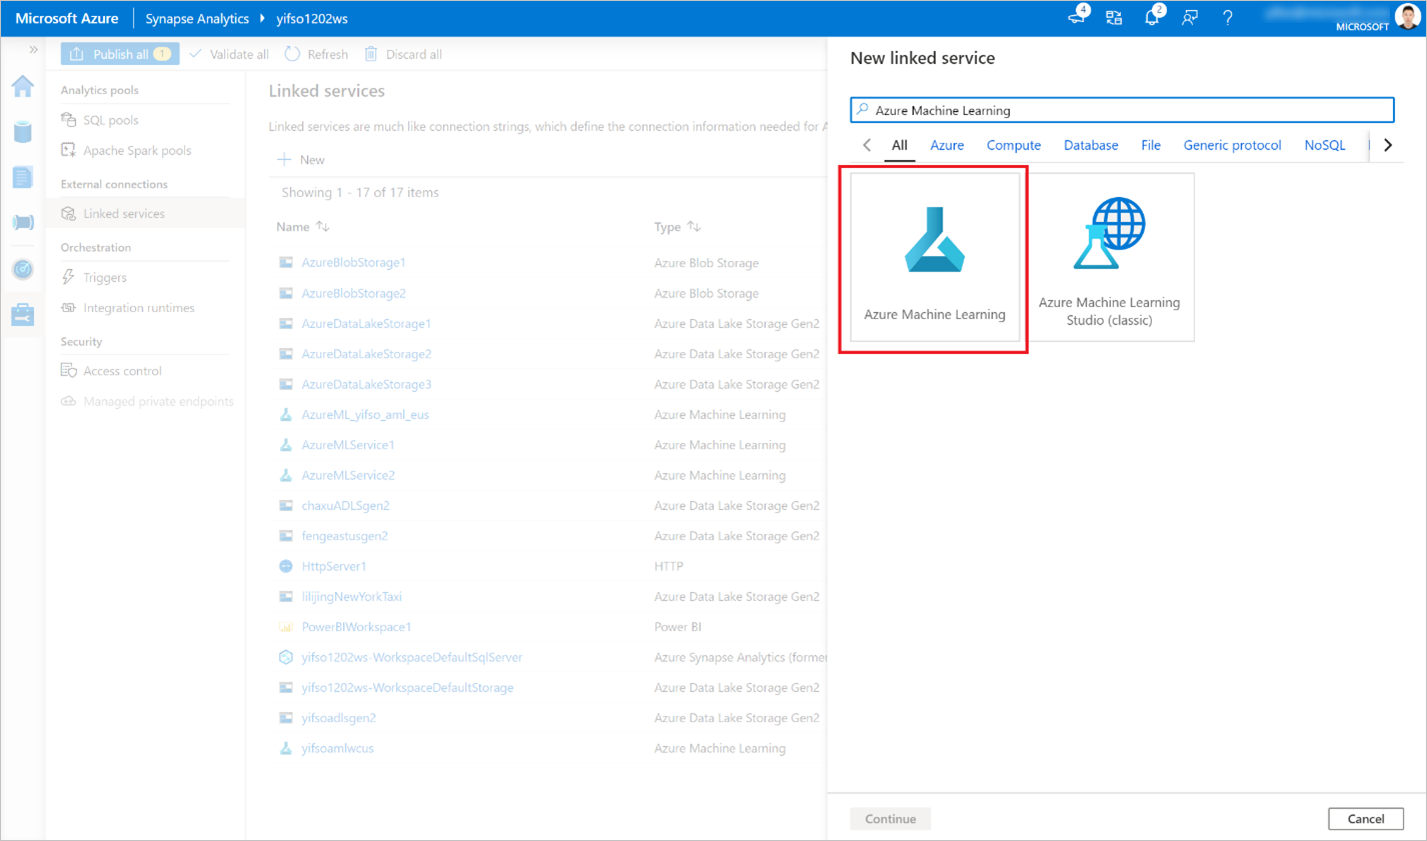 Microsoft Azure
Synapse Analytics
yifso1202ws
4
2
MICROSOFT
Publish all 1
Validate all
Refresh
Discard all
Analytics pools
SQL pools
Apache Spark pools
External connections
Linked services
Orchestration
Triggers
Integration runtimes
Security
Access control
Managed private endpoints
Linked services
Linked services are much like connection strings, which define the connection information needed for A
New
Showing 1 - 17 of 17 items
Name Type
AzureBlobStorage1 Azure Blob Storage
AzureBlobStorage2 Azure Blob Storage
AzureDataLakeStorage1 Azure Data Lake Storage Gen2
AzureDataLakeStorage2 Azure Data Lake Storage Gen2
AzureDataLakeStorage3 Azure Data Lake Storage Gen2
AzureML_yifso_aml_eus Azure Machine Learning
AzureMLService1 Azure Machine Learning
AzureMLService2 Azure Machine Learning
chaxuADLSgen2 Azure Data Lake Storage Gen2
fengeastusgen2 Azure Data Lake Storage Gen2
HttpServer1 HTTP
lilijingNewYorkTaxi Azure Data Lake Storage Gen2
PowerBIWorkspace1 Power BI
yifso1202ws-WorkspaceDefaultSqlServer Azure Synapse Analytics (former
yifso1202ws-WorkspaceDefaultStorage Azure Data Lake Storage Gen2
yifsoadlsgen2 Azure Data Lake Storage Gen2
yifsoamlwcus Azure Machine Learning
New linked service
Azure Machine Learning
All Azure Compute Database File Generic protocol NoSQL
Azure Machine Learning
Azure Machine Learning
Studio (classic)
Continue
Cancel